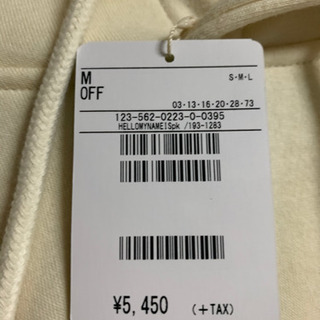 M S-M-L
OFF
03-13-16-20-28-73
123-562-0223-0-0395
HELLOMYNAMEISpk /193-1283
¥5,450 (+TAX)